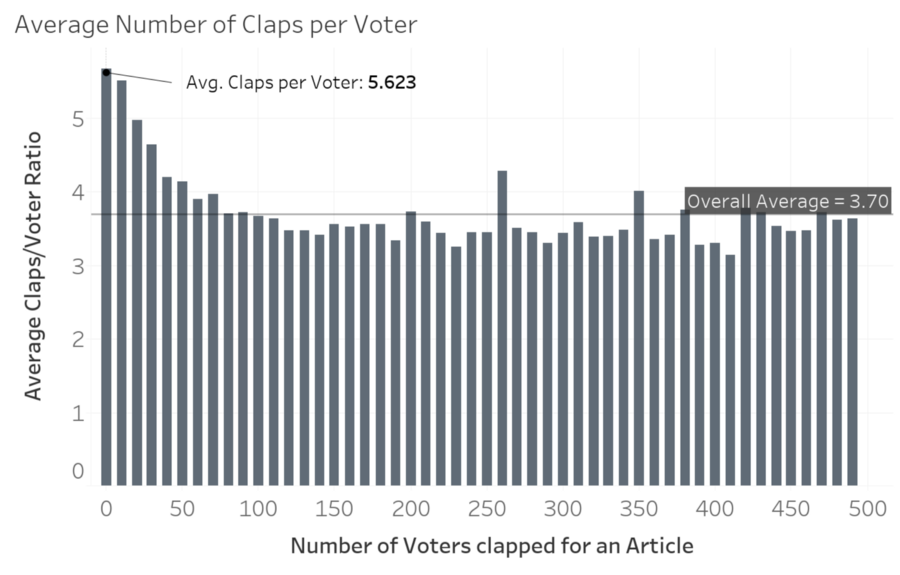 Average Number of Claps per Voter
Avg. Claps per Voter: 5.623
Overall Average = 3.70
Average Claps/Voter Ratio
5
4
3
2
1
0
0 50 100 150 200 250 300 350 400 450 500
Number of Voters clapped for an Article